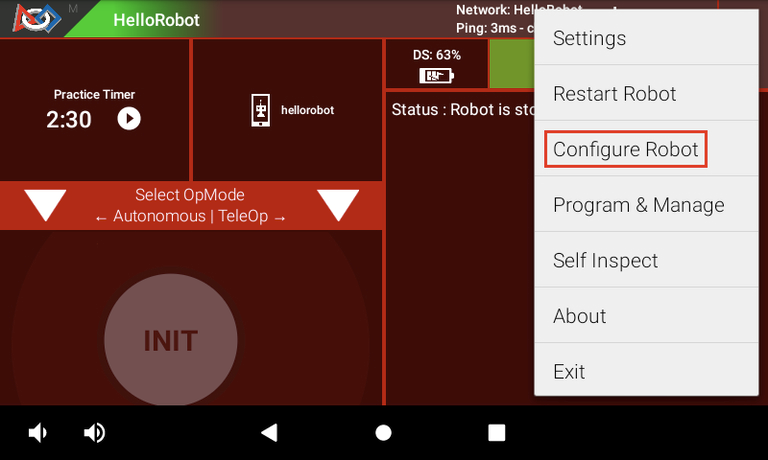 M
HelloRobot
Network: HelloRobot
Ping: 3ms - c
Settings
Restart Robot
Configure Robot
Program & Manage
Self Inspect
About
Exit
DS: 63%
Practice Timer
2:30
hellorobot
Status : Robot is sto
Select OpMode
← Autonomous | TeleOp →
INIT